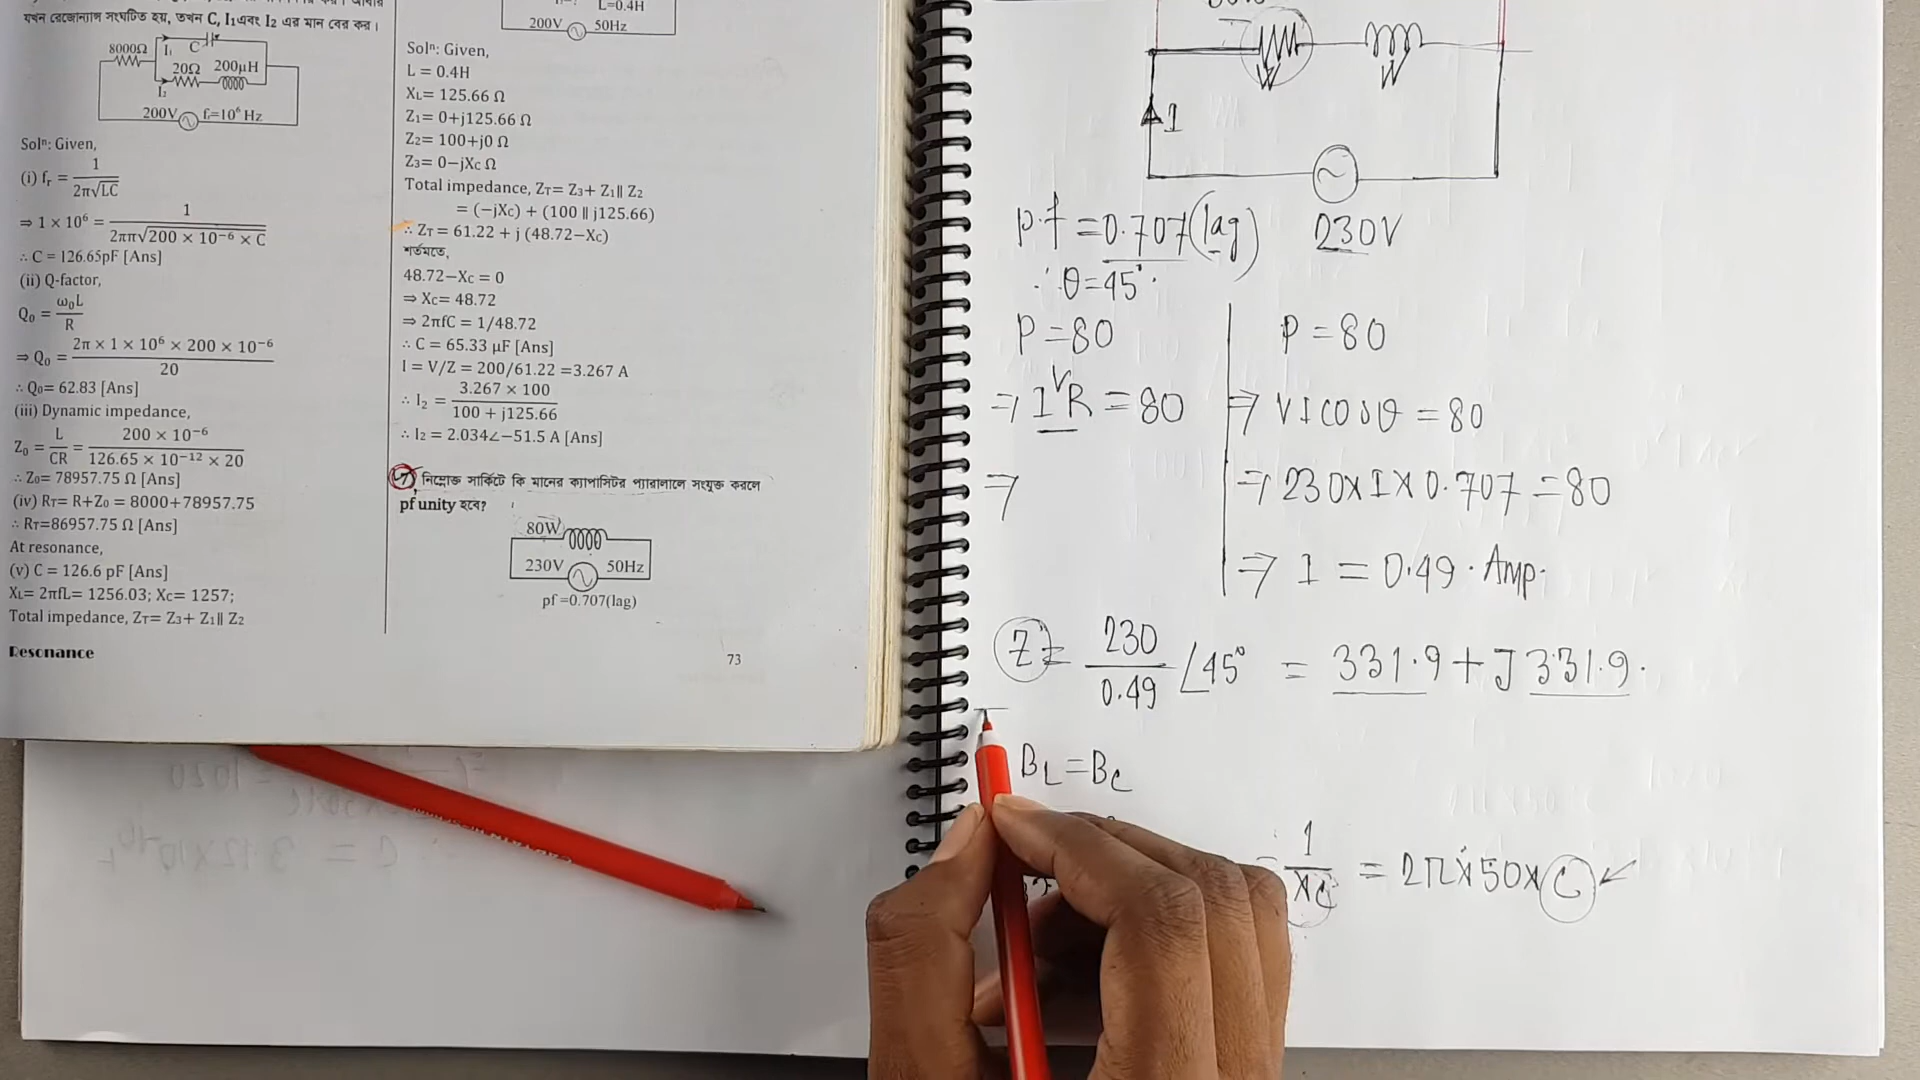 যখন রেজোন্যান্স সংঘটিত হয়, তখন C, I₁এবং I₂ এর মান বের কর।
8000Ω I₁ C
20Ω 200μH
I₂
200V f=10⁶ Hz
Solⁿ: Given,
(i) fᵣ = 1 / 2π√LC
⇒ 1 × 10⁶ = 1 / 2ππ√200 × 10⁻⁶ × C
∴ C = 126.65pF [Ans]
(ii) Q-factor,
Q₀ = ω₀L / R
⇒ Q₀ = 2π × 1 × 10⁶ × 200 × 10⁻⁶ / 20
∴ Q₀= 62.83 [Ans]
(iii) Dynamic impedance,
Z₀ = L / CR = 200 × 10⁻⁶ / 126.65 × 10⁻¹² × 20
∴ Z₀= 78957.75 Ω [Ans]
(iv) RT= R+Z₀ = 8000+78957.75
∴ RT=86957.75 Ω [Ans]
At resonance,
(v) C = 126.6 pF [Ans]
XL= 2πfL= 1256.03; XC= 1257;
Total impedance, ZT= Z₃+ Z₁|| Z₂
Resonance
L=0.4H
200V 50Hz
Solⁿ: Given,
L = 0.4H
XL= 125.66 Ω
Z₁= 0+j125.66 Ω
Z₂= 100+j0 Ω
Z₃= 0−jXC Ω
Total impedance, ZT= Z₃+ Z₁|| Z₂
= (−jXC) + (100 || j125.66)
∴ ZT= 61.22 + j (48.72−XC)
শর্তমতে,
48.72−XC = 0
⇒ XC= 48.72
⇒ 2πfC = 1/48.72
∴ C = 65.33 μF [Ans]
I = V/Z = 200/61.22 =3.267 A
∴ I₂ = 3.267 × 100 / 100 + j125.66
∴ I₂ = 2.034∠−51.5 A [Ans]
নিম্নোক্ত সার্কিটে কি মানের ক্যাপাসিটর প্যারালালে সংযুক্ত করলে
pf unity হবে?
80W
230V 50Hz
pf =0.707(lag)
73
I
p.f = 0.707 (lag) 230V
∴ θ = 45°.
P = 80
⇒ I²R = 80
⇒
P = 80
⇒ VI cosθ = 80
⇒ 230 × I × 0.707 = 80
⇒ I = 0.49 . Amp.
Z = 230 / 0.49 ∠45° = 331.9 + J 331.9.
BL = BC
= 1 / XC = 2π × 50 × C